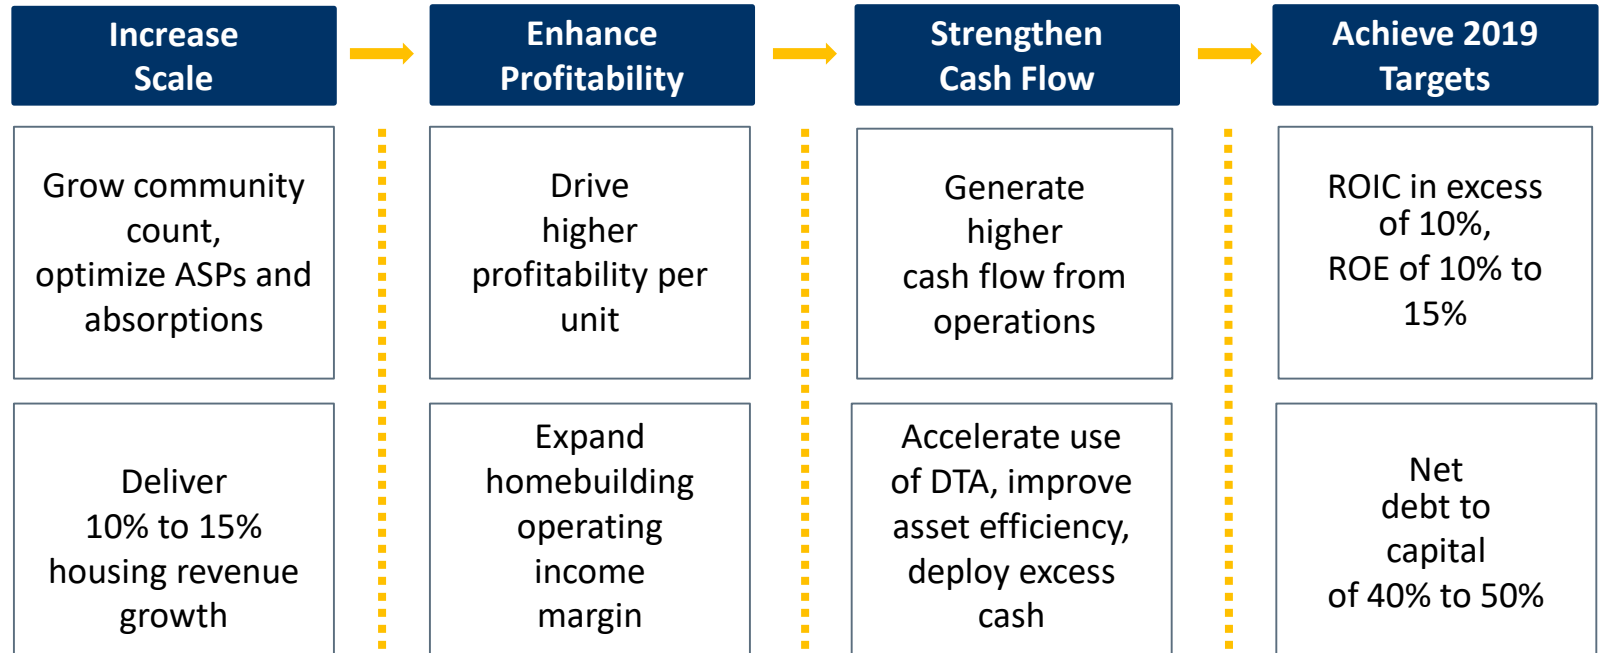 Increase
Scale
Enhance
Profitability
Strengthen
Cash Flow
Achieve 2019
Targets
Grow community
count,
optimize ASPs and
absorptions
Drive
higher
profitability per
unit
Generate
higher
cash flow from
operations
ROIC in excess
of 10%,
ROE of 10% to
15%
Deliver
10% to 15%
housing revenue
growth
Expand
homebuilding
operating
income
margin
Accelerate use
of DTA, improve
asset efficiency,
deploy excess
cash
Net
debt to
capital
of 40% to 50%